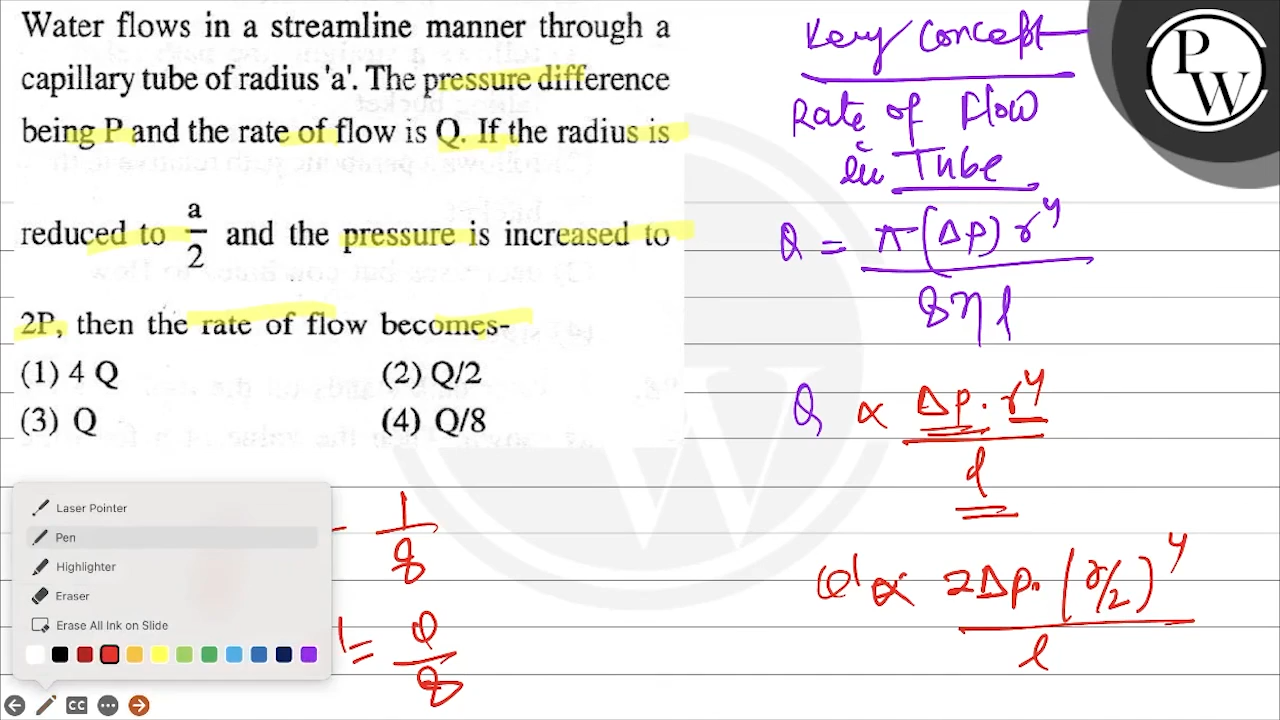 Water flows in a streamline manner through a
capillary tube of radius 'a'. The pressure difference
being P and the rate of flow is Q. If the radius is
reduced to a/2 and the pressure is increased to
2P, then the rate of flow becomes-
(1) 4 Q (2) Q/2
(3) Q (4) Q/8
Key Concept
Rate of Flow
in Tube
Q = π(Δp) r⁴ / 8ηl
Q ∝ Δp. r⁴ / l
Q' ∝ 2Δp. (r/2)⁴ / l
1/8
= Q/8
PW
Laser Pointer
Pen
Highlighter
Eraser
Erase All Ink on Slide
CC